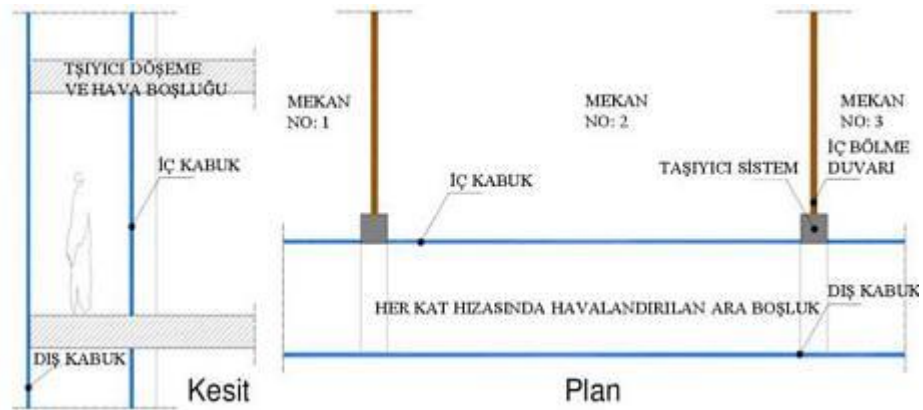 TŞIYICI DÖŞEME
VE HAVA BOŞLUĞU
İÇ KABUK
DIŞ KABUK
Kesit
MEKAN
NO: 1
MEKAN
NO: 2
MEKAN
NO: 3
İÇ BÖLME
DUVARI
TAŞIYICI SİSTEM
İÇ KABUK
HER KAT HIZASINDA HAVALANDIRILAN ARA BOŞLUK
DIŞ KABUK
Plan